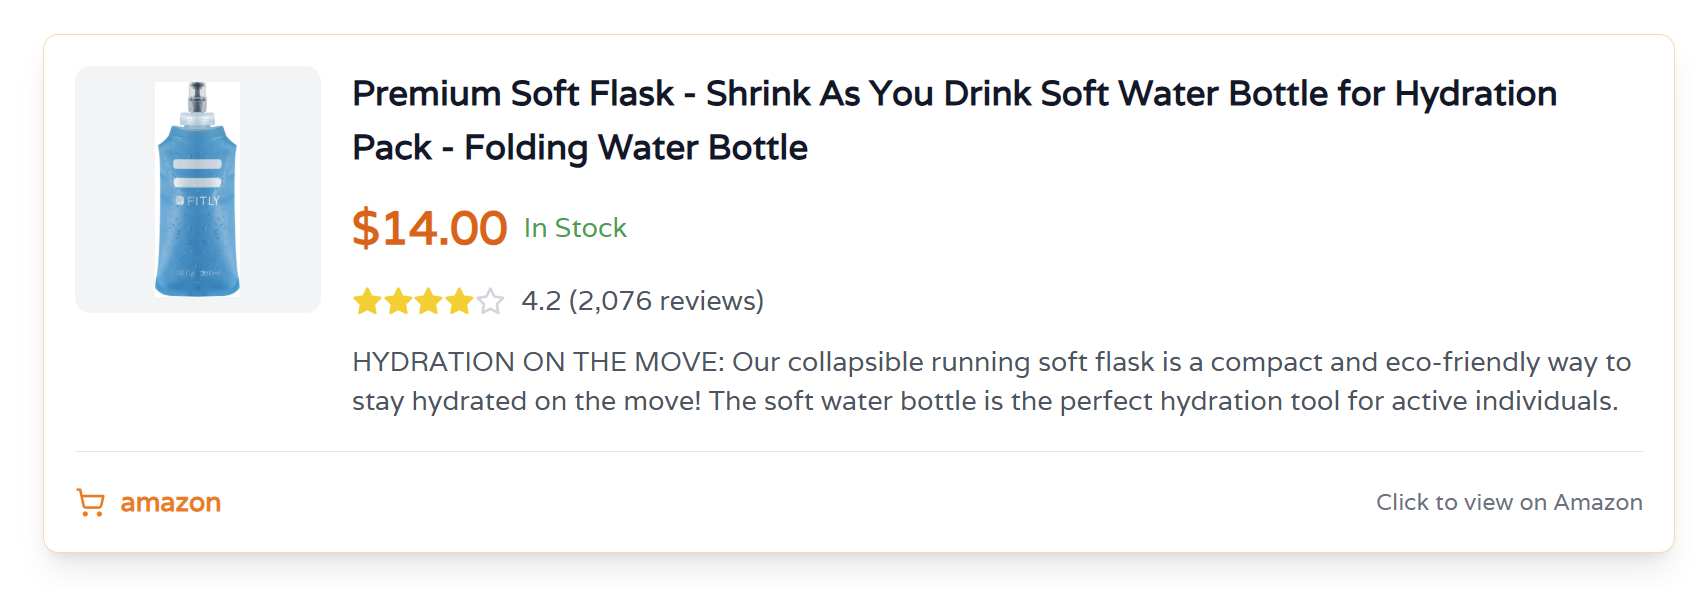 Premium Soft Flask - Shrink As You Drink Soft Water Bottle for Hydration
Pack - Folding Water Bottle
$14.00 In Stock
FITLY
4.2 (2,076 reviews)
HYDRATION ON THE MOVE: Our collapsible running soft flask is a compact and eco-friendly way to
stay hydrated on the move! The soft water bottle is the perfect hydration tool for active individuals.
amazon
Click to view on Amazon